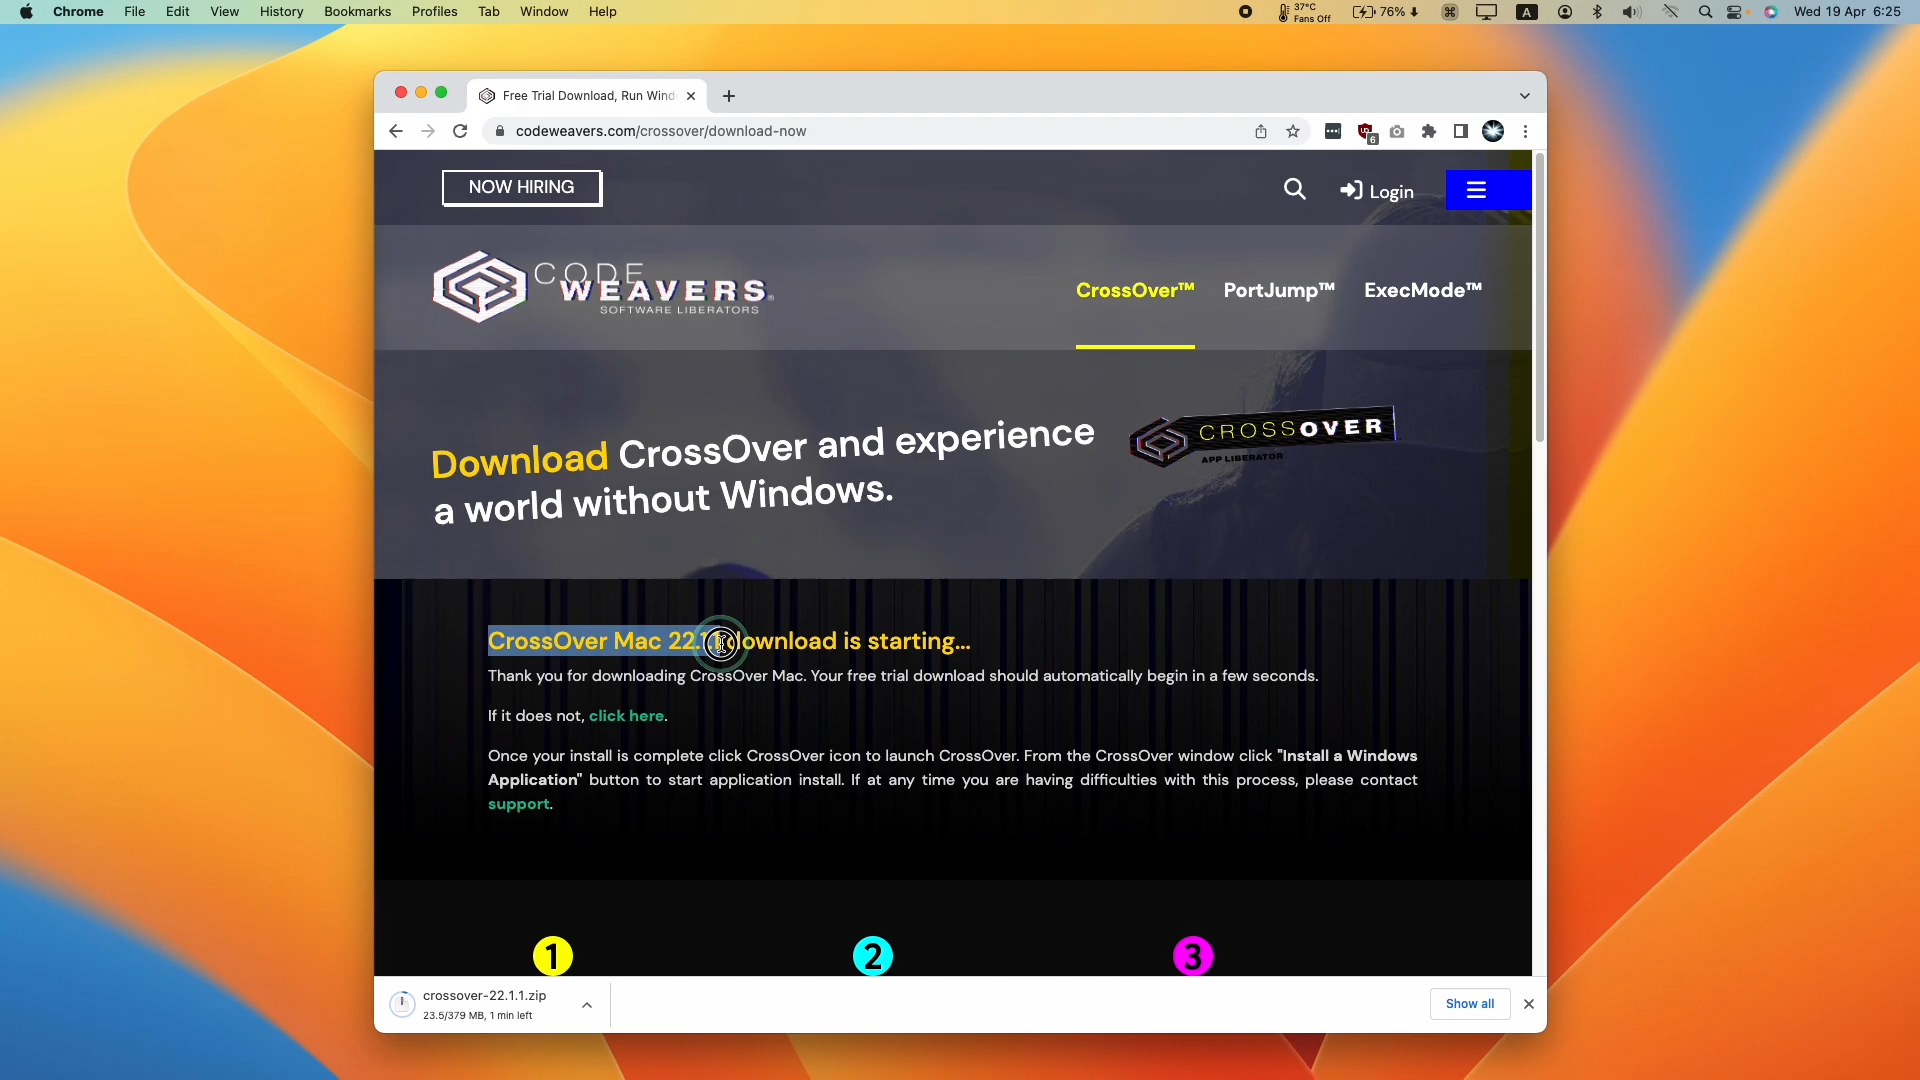 Chrome File Edit View History Bookmarks Profiles Tab Window Help 37°C Fans Off 76% A Wed 19 Apr 6:25
Free Trial Download, Run Wind
codeweavers.com/crossover/download-now
6
NOW HIRING
Login
CODE
WEAVERS
SOFTWARE LIBERATORS
CrossOver™ PortJump™ ExecMode™
Download CrossOver and experience
a world without Windows.
CROSSOVER
APP LIBERATOR
CrossOver Mac 22.1.1 download is starting...
Thank you for downloading CrossOver Mac. Your free trial download should automatically begin in a few seconds.
If it does not, click here.
Once your install is complete click CrossOver icon to launch CrossOver. From the CrossOver window click "Install a Windows
Application" button to start application install. If at any time you are having difficulties with this process, please contact
support.
1 2 3
crossover-22.1.1.zip
23.5/379 MB, 1 min left
Show all